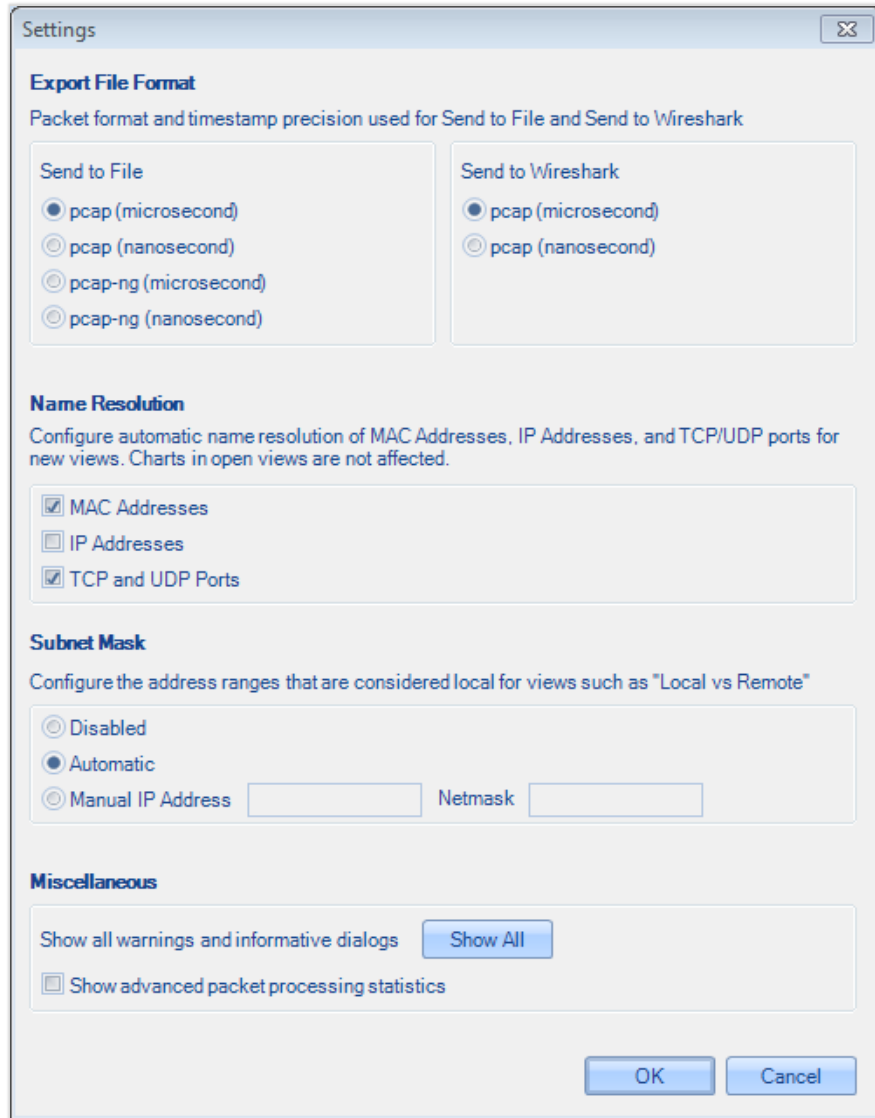 Settings
Export File Format
Packet format and timestamp precision used for Send to File and Send to Wireshark
Send to File
pcap (microsecond)
pcap (nanosecond)
pcap-ng (microsecond)
pcap-ng (nanosecond)
Send to Wireshark
pcap (microsecond)
pcap (nanosecond)
Name Resolution
Configure automatic name resolution of MAC Addresses, IP Addresses, and TCP/UDP ports for
new views. Charts in open views are not affected.
MAC Addresses
IP Addresses
TCP and UDP Ports
Subnet Mask
Configure the address ranges that are considered local for views such as "Local vs Remote"
Disabled
Automatic
Manual IP Address Netmask
Miscellaneous
Show all warnings and informative dialogs Show All
Show advanced packet processing statistics
OK Cancel